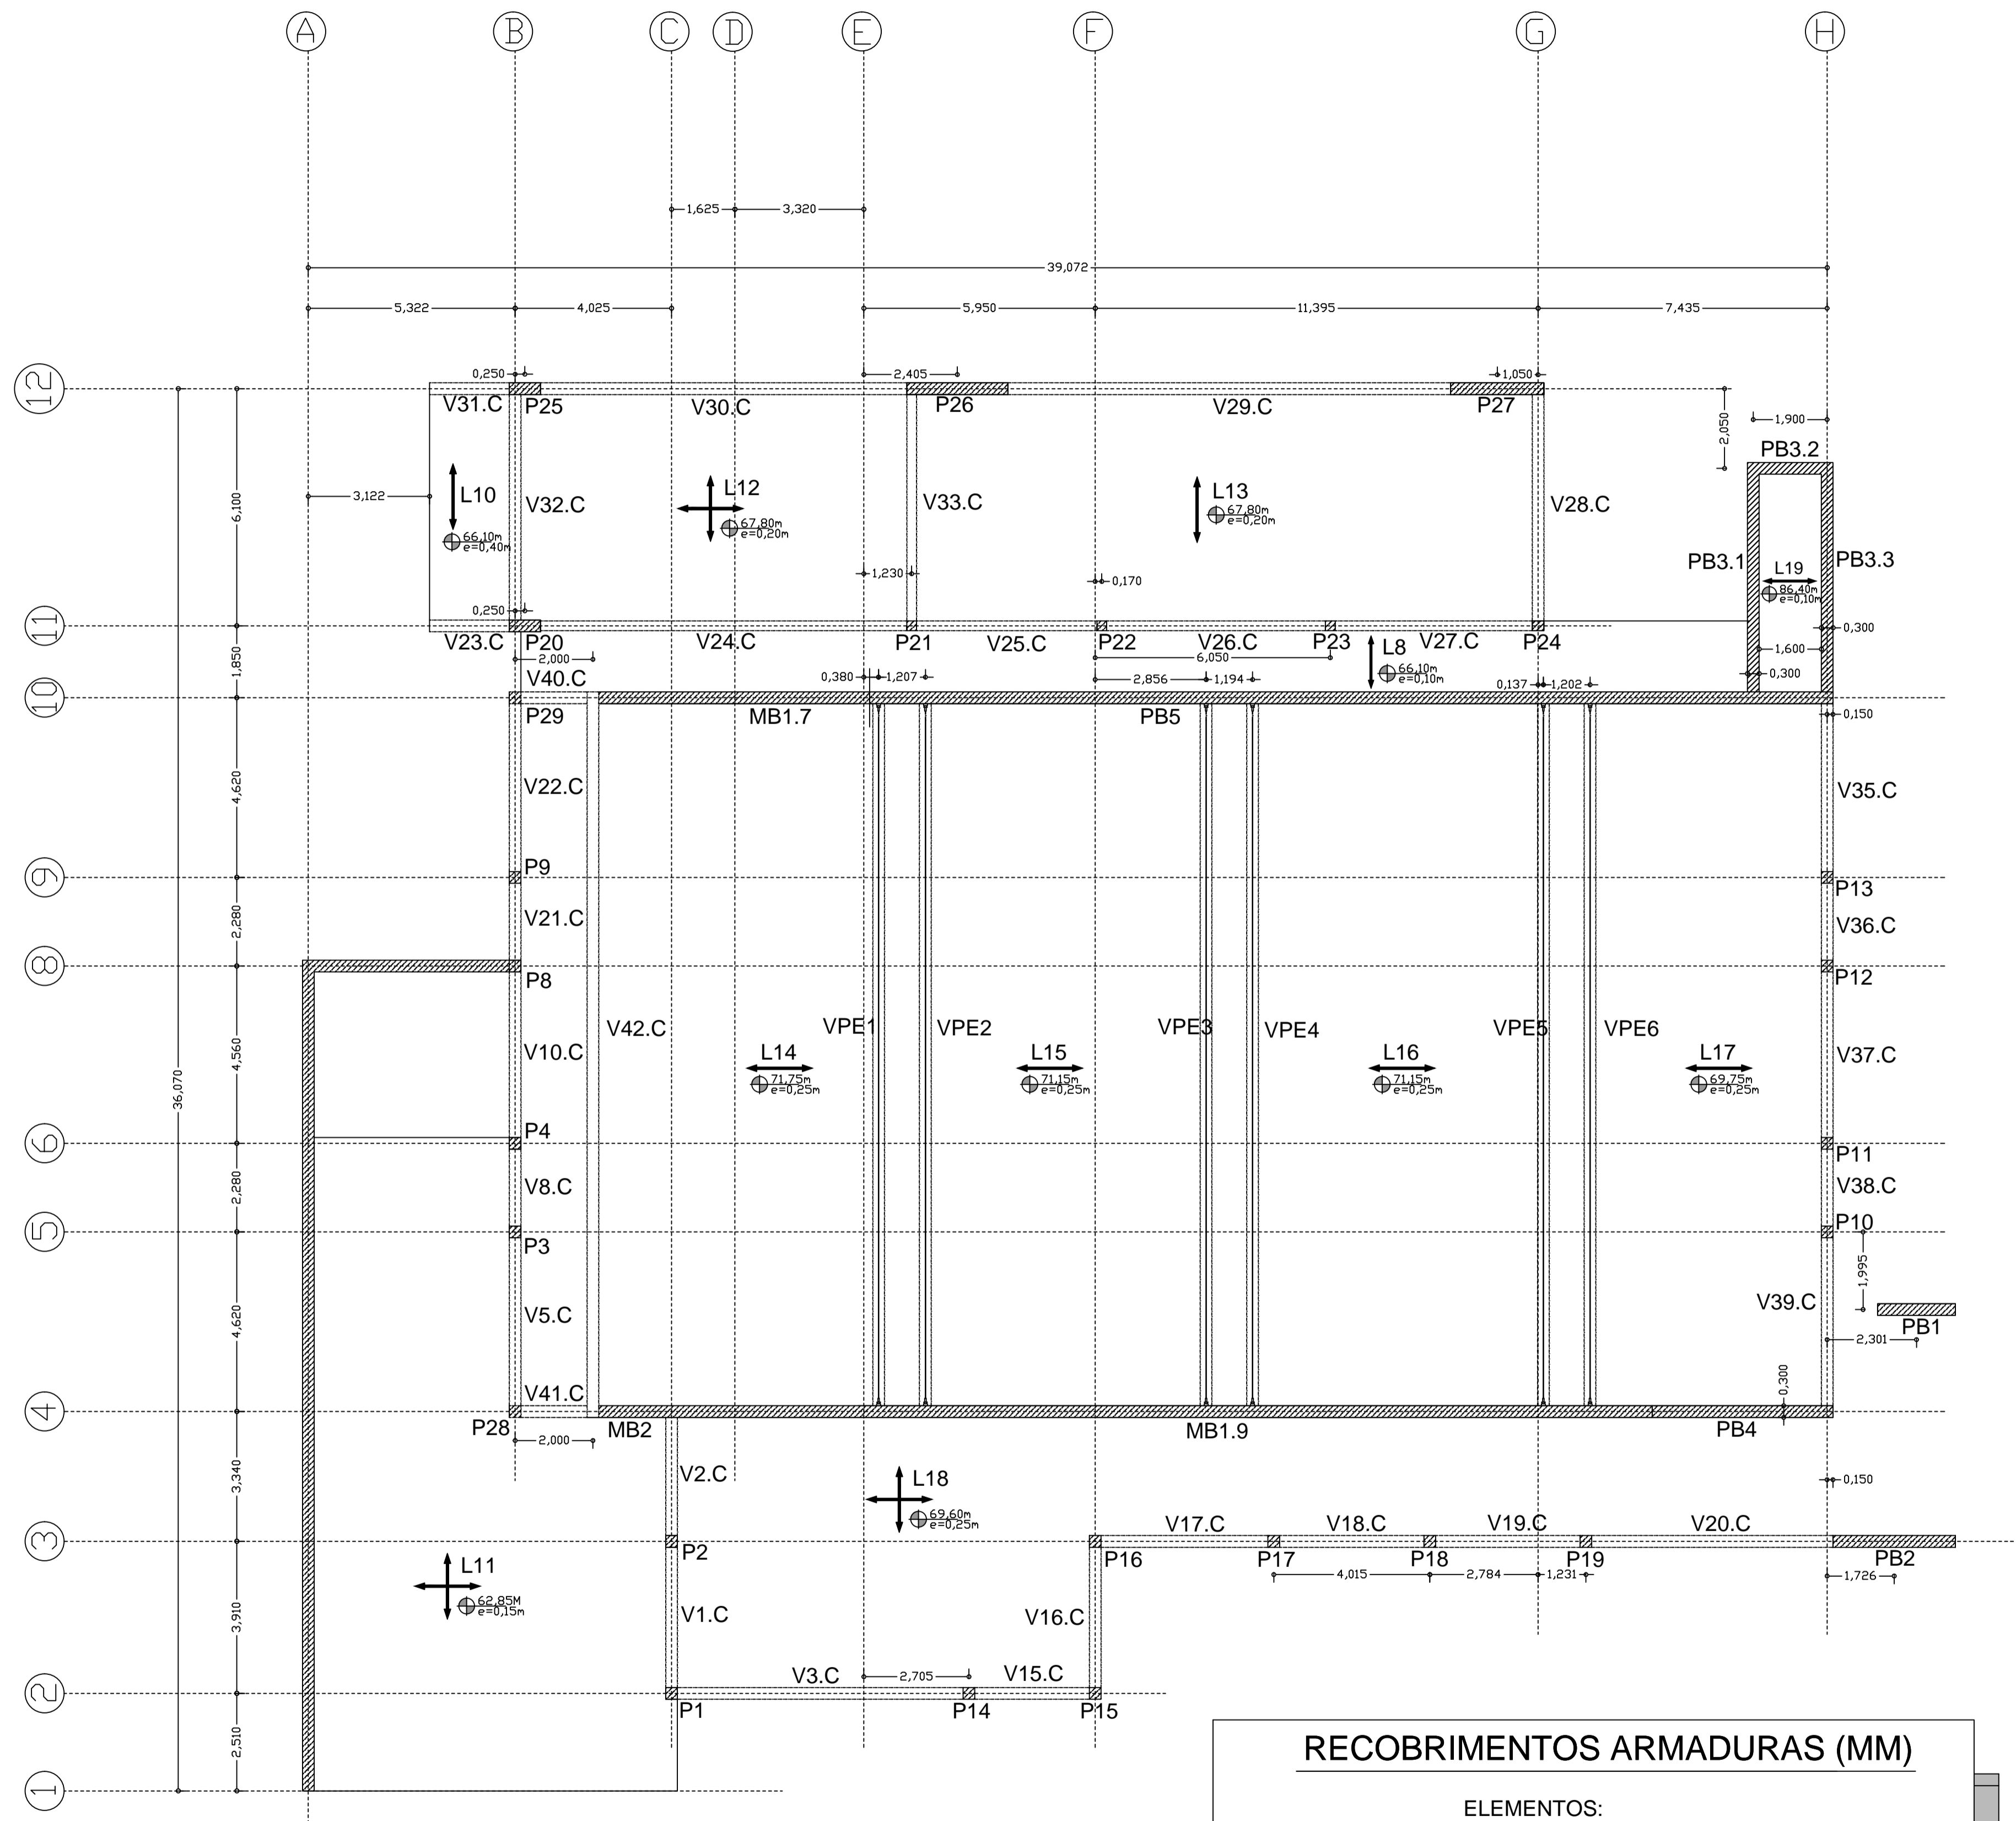 A B C D E F G H
1,625 3,320
39,072
5,322 4,025 5,950 11,395 7,435
12
0,250 2,405 1,050
V31.C P25 V30.C P26 V29.C P27
1,900
2,050
PB3.2
3,122
L10
66,10m
e=0,40m
V32.C
L12
67,80m
e=0,20m
V33.C
L13
67,80m
e=0,20m
V28.C
6,100
PB3.1
L19
86,40m
e=0,10m
PB3.3
1,230
0,170
0,250
11
V23.C P20 V24.C P21 V25.C P22 V26.C P23 V27.C P24
0,300
2,000
6,050
L8
66,10m
e=0,10m
1,600
1,850
V40.C
0,380 1,207 2,856 1,194 0,137 1,202
0,300
10
P29 MB1.7 PB5
0,150
4,620
V22.C
V35.C
9
P9
P13
2,280
V21.C
V36.C
8
P8
P12
36,070
4,560
V10.C
V42.C
VPE1
VPE2
VPE3
VPE4
VPE5
VPE6
V37.C
L14
71,75m
e=0,25m
L15
71,15m
e=0,25m
L16
71,15m
e=0,25m
L17
69,75m
e=0,25m
6
P4
P11
2,280
V8.C
V38.C
5
P3
P10
1,995
4,620
V5.C
V39.C
PB1
2,301
0,300
V41.C
4
P28 MB2 MB1.9 PB4
2,000
3,340
V2.C
L18
69,60m
e=0,25m
0,150
V17.C V18.C V19.C V20.C
3
P2 P16 P17 P18 P19 PB2
4,015 2,784 1,231 1,726
L11
62,85M
e=0,15m
3,910
V1.C
V16.C
V3.C 2,705 V15.C
2
P1 P14 P15
2,510
1
RECOBRIMENTOS ARMADURAS (MM)
ELEMENTOS: